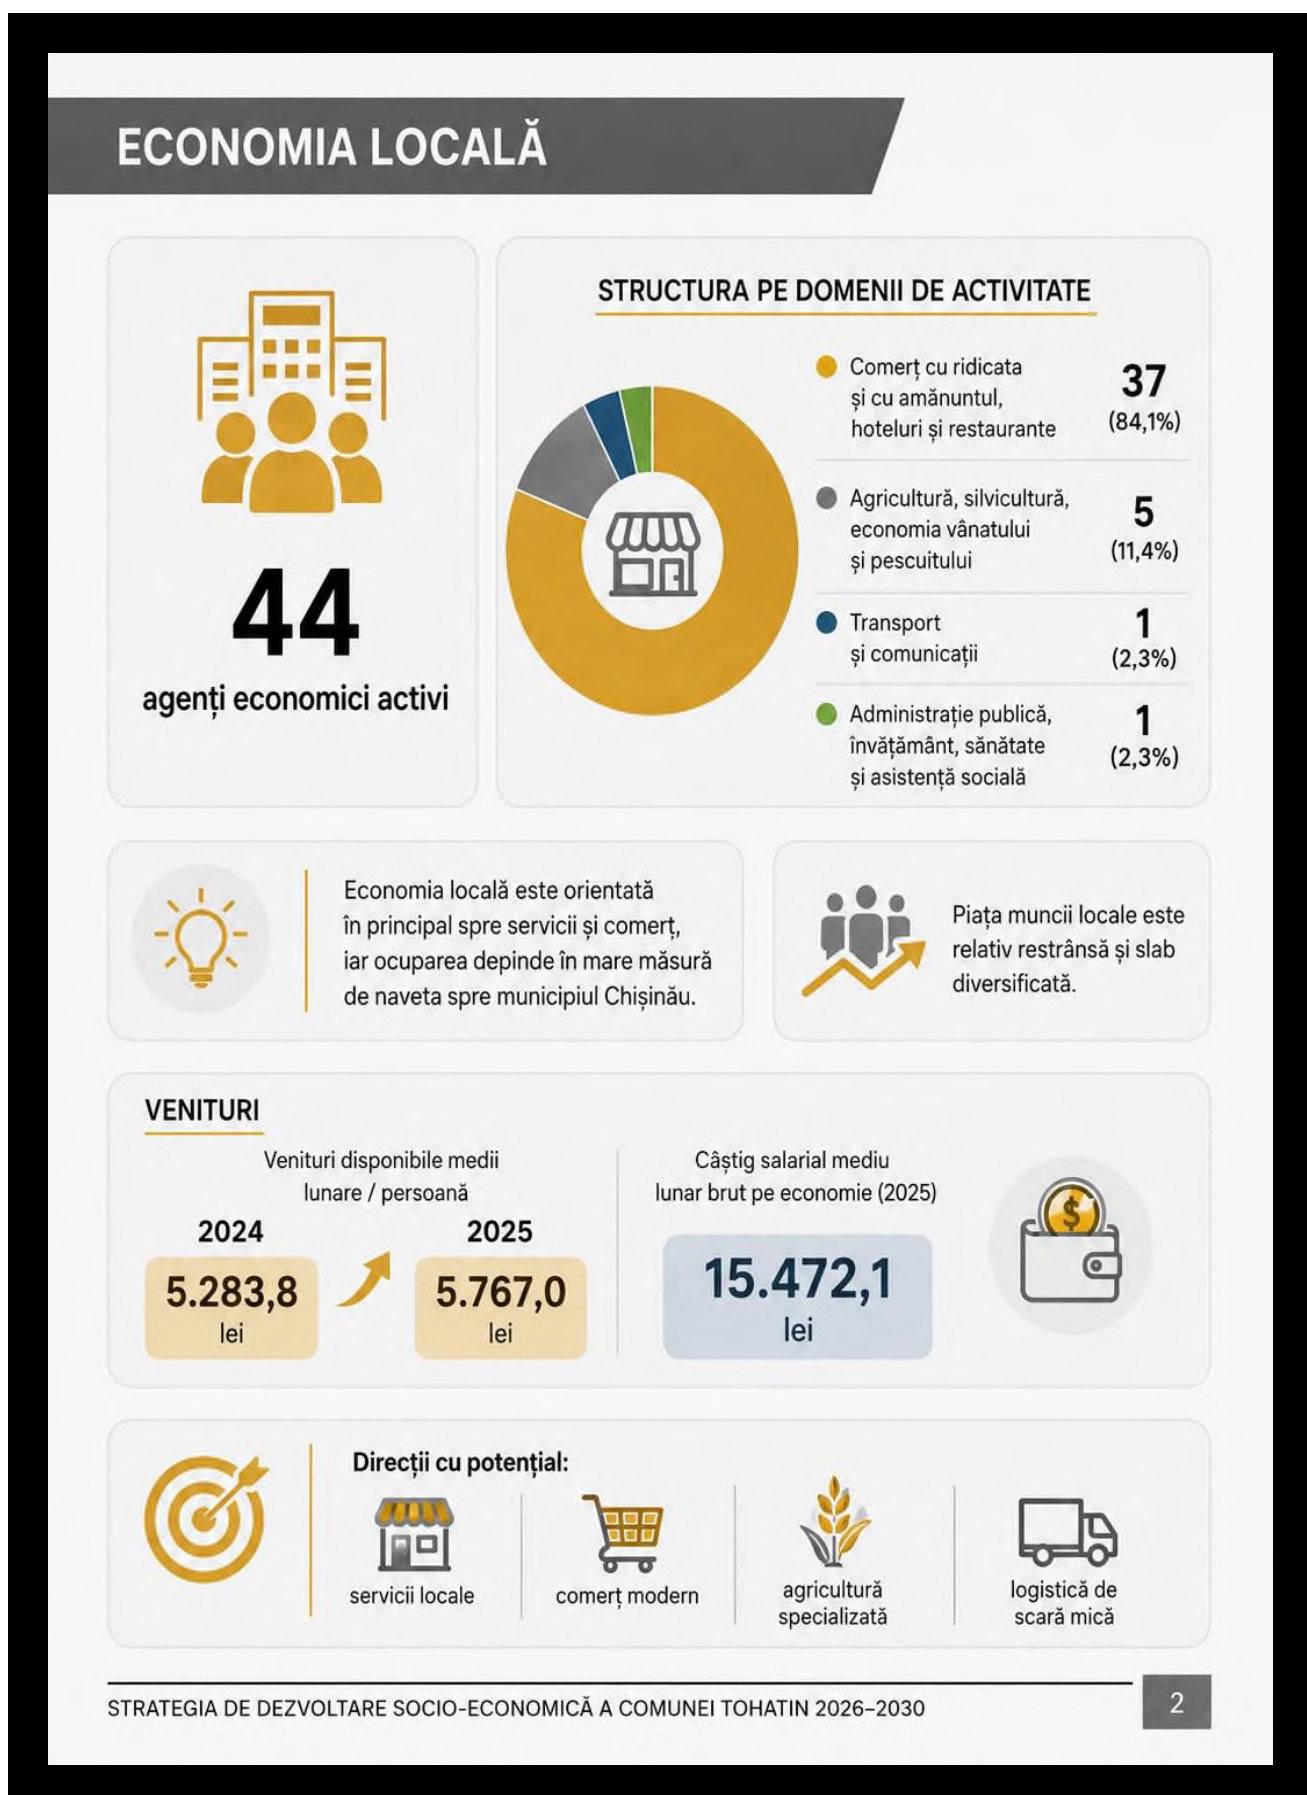 ECONOMIA LOCALĂ
44
agenți economici activi
STRUCTURA PE DOMENII DE ACTIVITATE
Comerț cu ridicata
și cu amănuntul,
hoteluri și restaurante
37
(84,1%)
Agricultură, silvicultură,
economia vânatului
și pescuitului
5
(11,4%)
Transport
și comunicații
1
(2,3%)
Administrație publică,
învățământ, sănătate
și asistență socială
1
(2,3%)
Economia locală este orientată
în principal spre servicii și comerț,
iar ocuparea depinde în mare măsură
de naveta spre municipiul Chișinău.
Piața muncii locale este
relativ restrânsă și slab
diversificată.
VENITURI
Venituri disponibile medii
lunare / persoană
2024
5.283,8
lei
2025
5.767,0
lei
Câștig salarial mediu
lunar brut pe economie (2025)
15.472,1
lei
$
Direcții cu potențial:
servicii locale
comerț modern
agricultură
specializată
logistică de
scară mică
STRATEGIA DE DEZVOLTARE SOCIO-ECONOMICĂ A COMUNEI TOHATIN 2026–2030
2